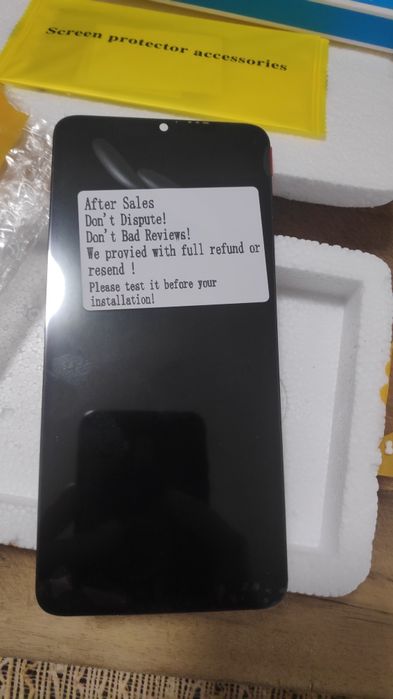 Screen protector accessories
After Sales
Don't Dispute!
Don't Bad Reviews!
We provied with full refund or
resend !
Please test it before your
installation!